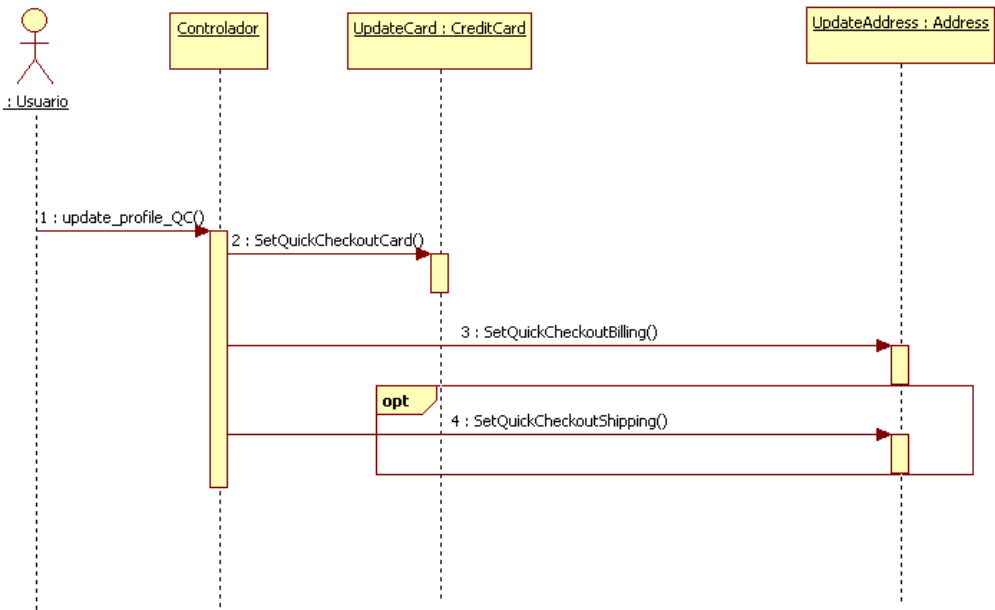 : Usuario
Controlador
UpdateCard : CreditCard
UpdateAddress : Address
1 : update_profile_QC()
2 : SetQuickCheckoutCard()
3 : SetQuickCheckoutBilling()
opt
4 : SetQuickCheckoutShipping()